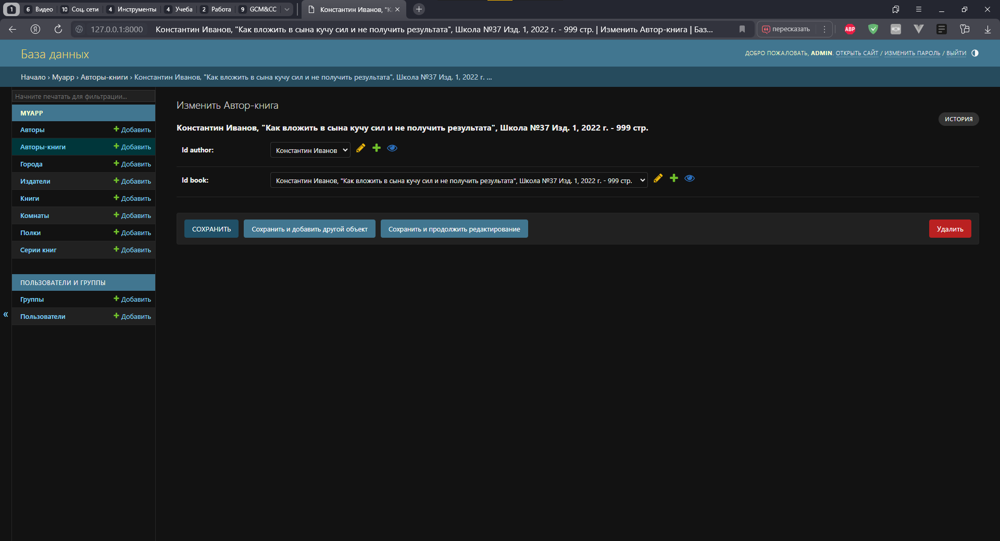 1 6 Видео 10 Соц. сети 4 Инструменты 4 Учеба 2 Работа 9 GCM&CC Константин Иванов, "К
Я 127.0.0.1:8000 Константин Иванов, "Как вложить в сына кучу сил и не получить результата", Школа №37 Изд. 1, 2022 г. - 999 стр. | Изменить Автор-книга | Баз... пересказать ABP
База данных
ДОБРО ПОЖАЛОВАТЬ, ADMIN. ОТКРЫТЬ САЙТ / ИЗМЕНИТЬ ПАРОЛЬ / ВЫЙТИ
Начало › Myapp › Авторы-книги › Константин Иванов, "Как вложить в сына кучу сил и не получить результата", Школа №37 Изд. 1, 2022 г. ...
Начните печатать для фильтрации...
MYAPP
Авторы Добавить
Авторы-книги Добавить
Города Добавить
Издатели Добавить
Книги Добавить
Комнаты Добавить
Полки Добавить
Серии книг Добавить
ПОЛЬЗОВАТЕЛИ И ГРУППЫ
Группы Добавить
Пользователи Добавить
«
Изменить Автор-книга
ИСТОРИЯ
Константин Иванов, "Как вложить в сына кучу сил и не получить результата", Школа №37 Изд. 1, 2022 г. - 999 стр.
Id author: Константин Иванов
Id book: Константин Иванов, "Как вложить в сына кучу сил и не получить результата", Школа №37 Изд. 1, 2022 г. - 999 стр.
СОХРАНИТЬ Сохранить и добавить другой объект Сохранить и продолжить редактирование Удалить